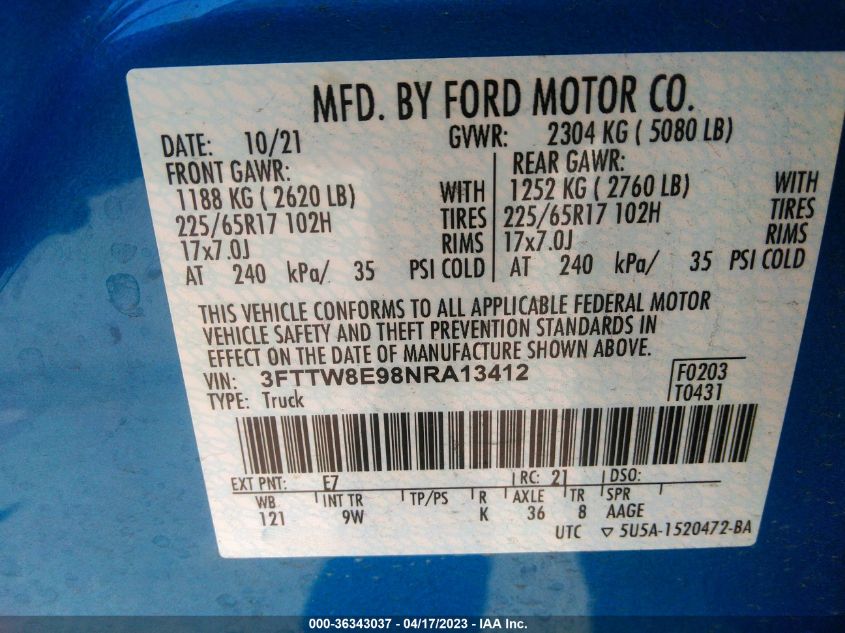 MFD. BY FORD MOTOR CO.
DATE: 10/21 GVWR: 2304 KG ( 5080 LB)
FRONT GAWR: REAR GAWR:
1188 KG ( 2620 LB) WITH 1252 KG ( 2760 LB) WITH
225/65R17 102H TIRES 225/65R17 102H TIRES
17x7.0J RIMS 17x7.0J RIMS
AT 240 kPa/ 35 PSI COLD AT 240 kPa/ 35 PSI COLD
THIS VEHICLE CONFORMS TO ALL APPLICABLE FEDERAL MOTOR
VEHICLE SAFETY AND THEFT PREVENTION STANDARDS IN
EFFECT ON THE DATE OF MANUFACTURE SHOWN ABOVE.
VIN: 3FTTW8E98NRA13412 F0203
TYPE: Truck T0431
EXT PNT: E7 RC: 21 DSO:
WB INT TR TP/PS R AXLE TR SPR
121 9W K 36 8 AAGE
UTC ▽ 5U5A-1520472-BA
000-36343037 - 04/17/2023 - IAA Inc.